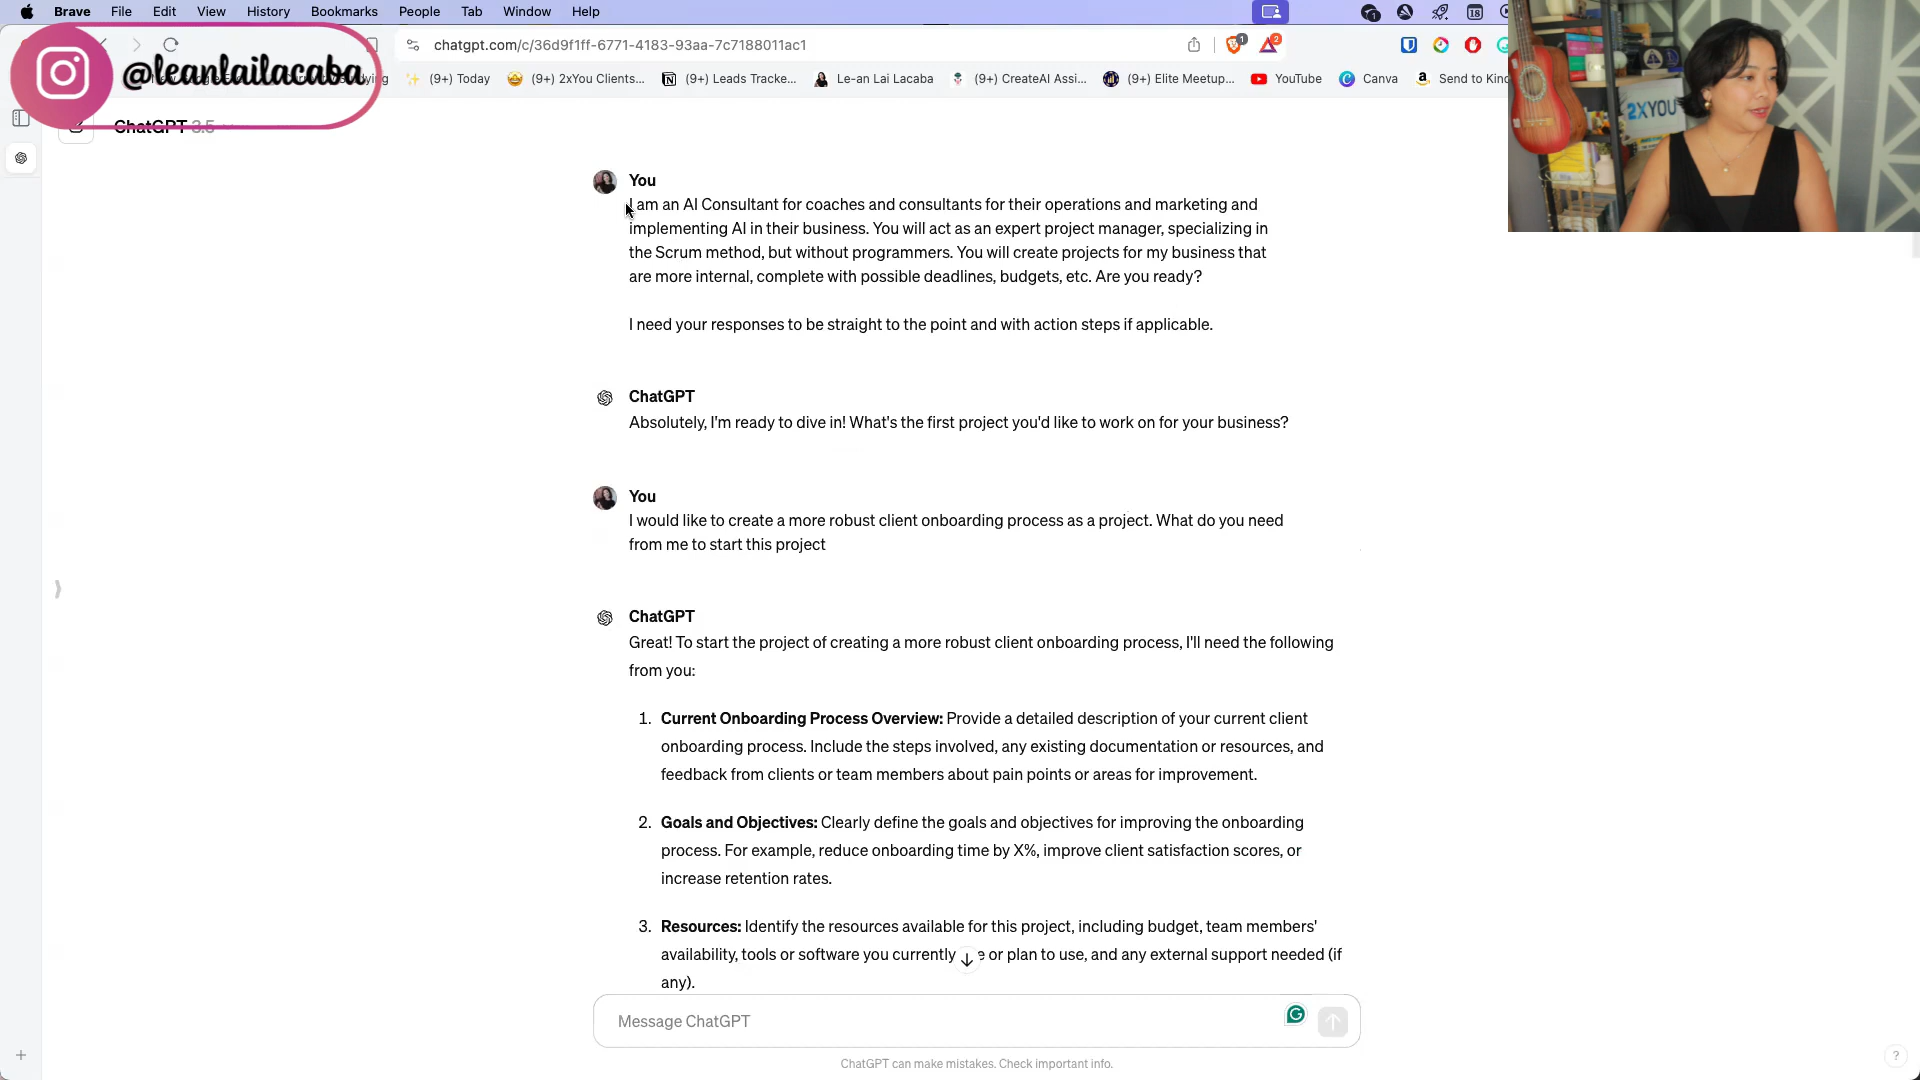 Brave File Edit View History Bookmarks People Tab Window Help
1
18
chatgpt.com/c/36d9f1ff-6771-4183-93aa-7c7188011ac1
1
2
@leanlailacaba
(9+) Today
(9+) 2xYou Clients...
(9+) Leads Tracke...
Le-an Lai Lacaba
(9+) CreateAI Assi...
(9+) Elite Meetup...
YouTube
Canva
Send to Kind
2XYOU
ChatGPT 3.5
You
I am an AI Consultant for coaches and consultants for their operations and marketing and
implementing AI in their business. You will act as an expert project manager, specializing in
the Scrum method, but without programmers. You will create projects for my business that
are more internal, complete with possible deadlines, budgets, etc. Are you ready?
I need your responses to be straight to the point and with action steps if applicable.
ChatGPT
Absolutely, I'm ready to dive in! What's the first project you'd like to work on for your business?
You
I would like to create a more robust client onboarding process as a project. What do you need
from me to start this project
ChatGPT
Great! To start the project of creating a more robust client onboarding process, I'll need the following
from you:
1. Current Onboarding Process Overview: Provide a detailed description of your current client
onboarding process. Include the steps involved, any existing documentation or resources, and
feedback from clients or team members about pain points or areas for improvement.
2. Goals and Objectives: Clearly define the goals and objectives for improving the onboarding
process. For example, reduce onboarding time by X%, improve client satisfaction scores, or
increase retention rates.
3. Resources: Identify the resources available for this project, including budget, team members'
availability, tools or software you currently e or plan to use, and any external support needed (if
any).
Message ChatGPT
ChatGPT can make mistakes. Check important info.
?